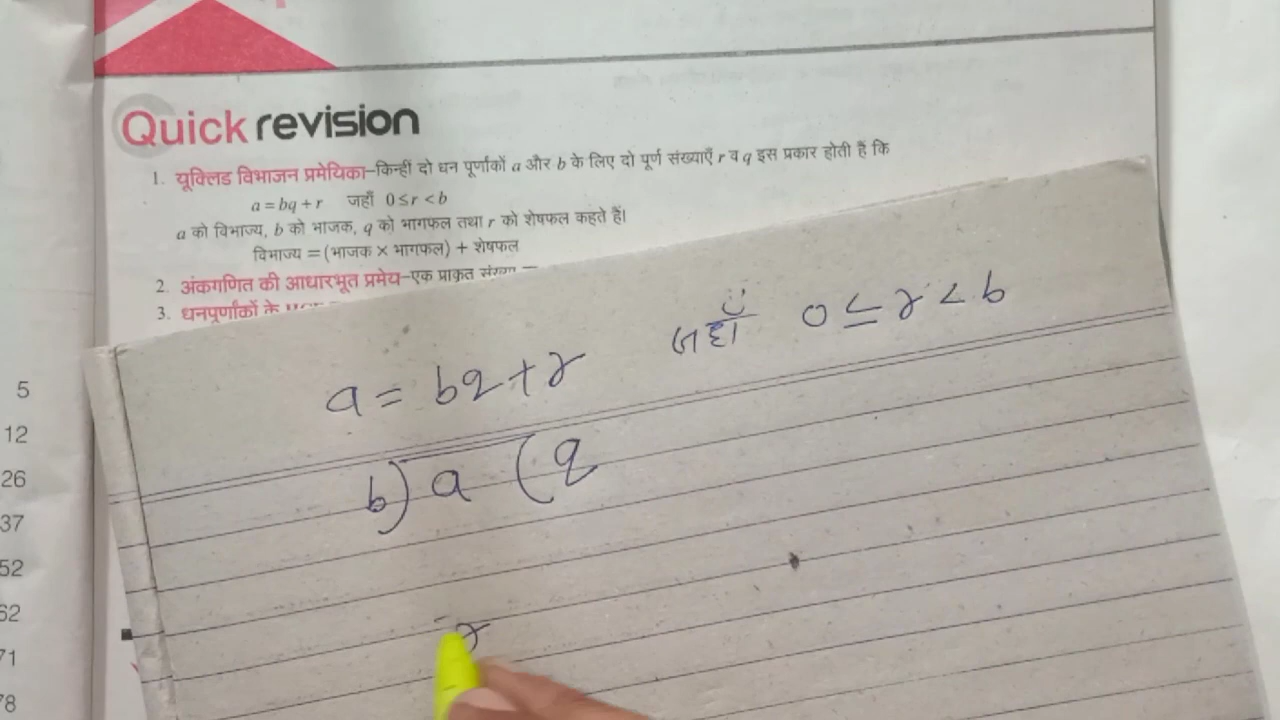 Quick revision
1. यूक्लिड विभाजन प्रमेयिका–किन्हीं दो धन पूर्णांकों a और b के लिए दो पूर्ण संख्याएँ r व q इस प्रकार होती हैं कि
a = bq + r जहाँ 0 ≤ r < b
a को विभाज्य, b को भाजक, q को भागफल तथा r को शेषफल कहते हैं।
विभाज्य = (भाजक × भागफल) + शेषफल
2. अंकगणित की आधारभूत प्रमेय–एक प्राकृत संख्या
3. धनपूर्णांकों के
a = bq + r जहाँ 0 ≤ r < b
b) a (q
r
5
12
26
37
52
62
71
78